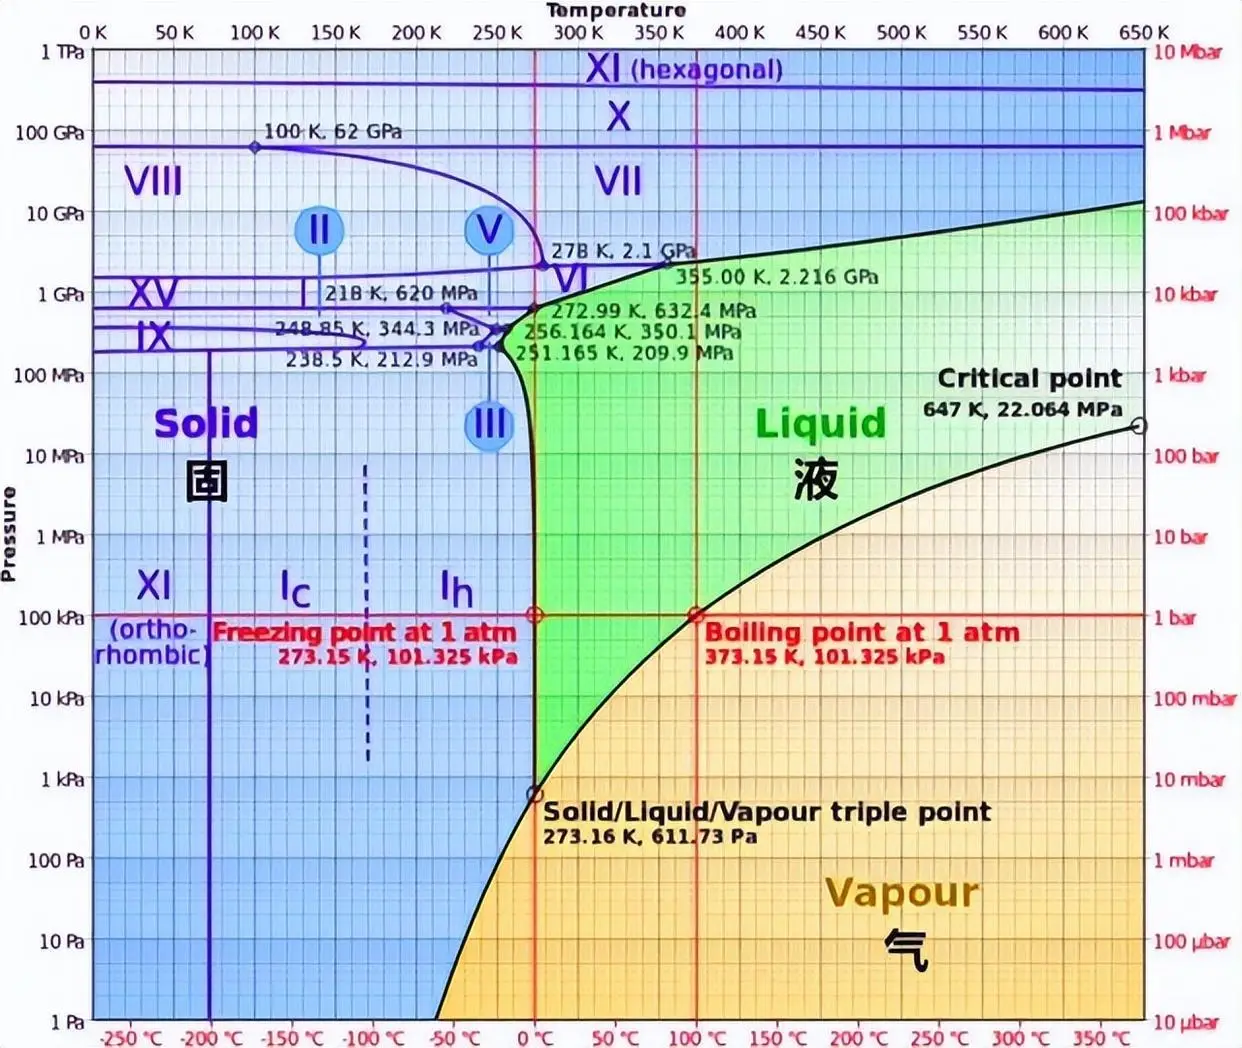 Temperature
0 K 50 K 100 K 150 K 200 K 250 K 300 K 350 K 400 K 450 K 500 K 550 K 600 K 650 K
1 TPa
10 Mbar
XI (hexagonal)
X
100 K, 62 GPa
100 GPa
1 Mbar
VIII
VII
10 GPa
100 kbar
II
V
278 K, 2.1 GPa
VI
355.00 K, 2.216 GPa
XV
218 K, 620 MPa
1 GPa
10 kbar
272.99 K, 632.4 MPa
IX
248.85 K, 344.3 MPa
256.164 K, 350.1 MPa
238.5 K, 212.9 MPa
251.165 K, 209.9 MPa
100 MPa
1 kbar
Critical point
647 K, 22.064 MPa
Solid
固
III
Liquid
液
10 MPa
100 bar
Pressure
1 MPa
10 bar
XI
(ortho-
rhombic)
Ic
Ih
100 kPa
1 bar
Freezing point at 1 atm
273.15 K, 101.325 kPa
Boiling point at 1 atm
373.15 K, 101.325 kPa
10 kPa
100 mbar
1 kPa
10 mbar
Solid/Liquid/Vapour triple point
273.16 K, 611.73 Pa
100 Pa
1 mbar
Vapour
气
10 Pa
100 µbar
1 Pa
10 µbar
-250 °C -200 °C -150 °C -100 °C -50 °C 0 °C 50 °C 100 °C 150 °C 200 °C 250 °C 300 °C 350 °C